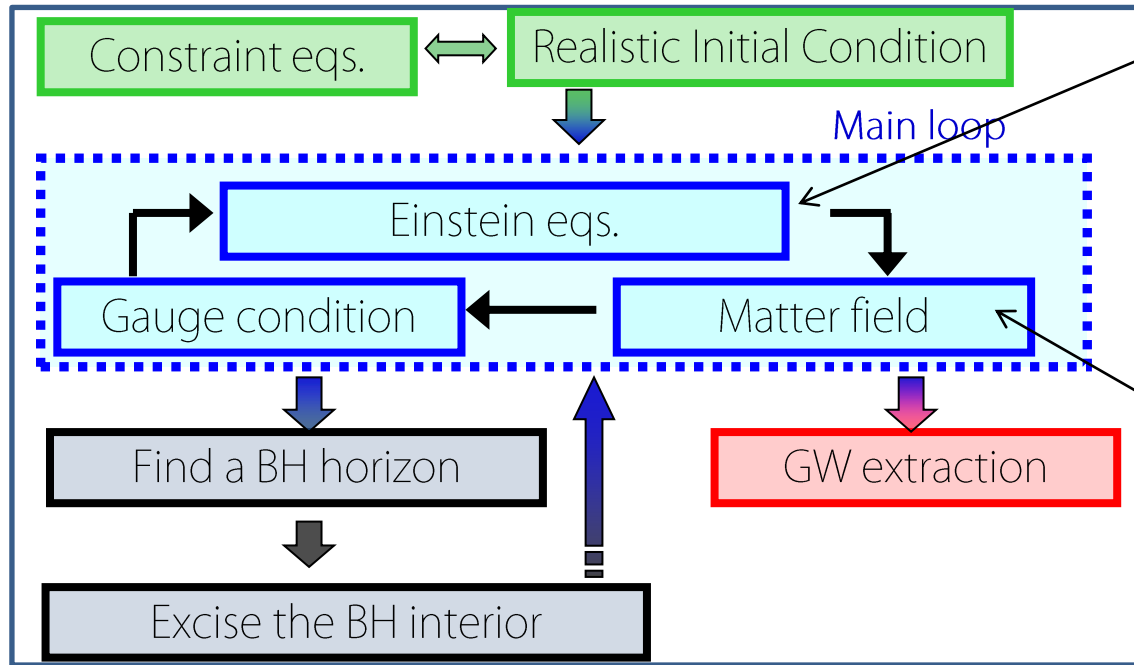 Constraint eqs.
Realistic Initial Condition
Main loop
Einstein eqs.
Gauge condition
Matter field
Find a BH horizon
GW extraction
Excise the BH interior